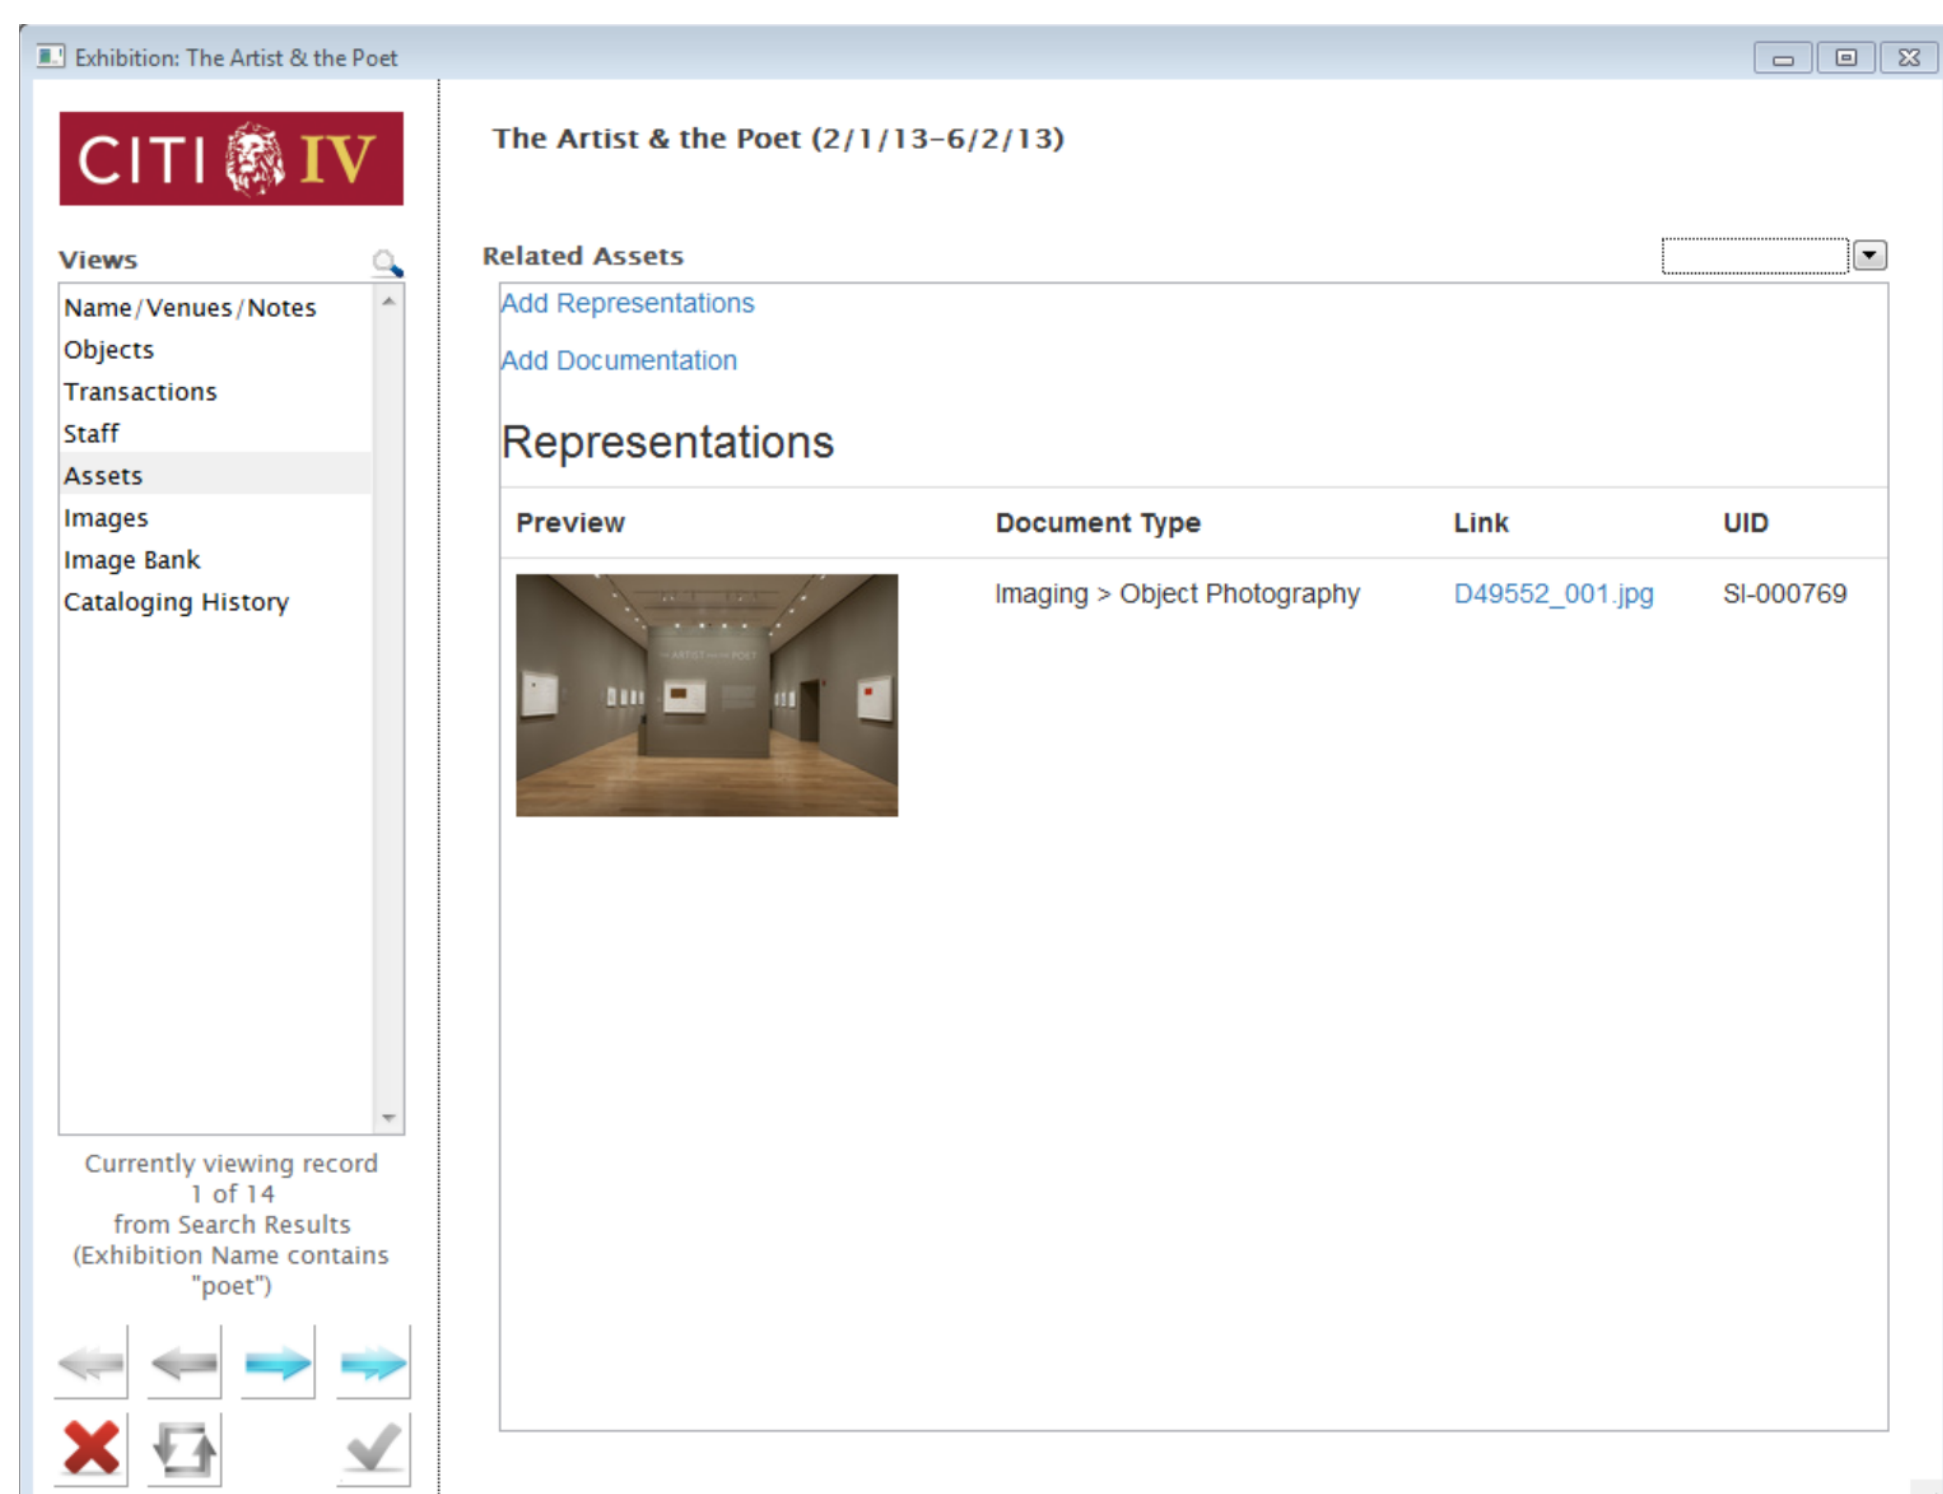 Exhibition: The Artist & the Poet
CITI IV
The Artist & the Poet (2/1/13-6/2/13)
Views
Name/Venues/Notes
Objects
Transactions
Staff
Assets
Images
Image Bank
Cataloging History
Currently viewing record
1 of 14
from Search Results
(Exhibition Name contains
"poet")
Related Assets
Add Representations
Add Documentation
Representations
Preview Document Type Link UID
Imaging > Object Photography D49552_001.jpg SI-000769
ARTIST POET